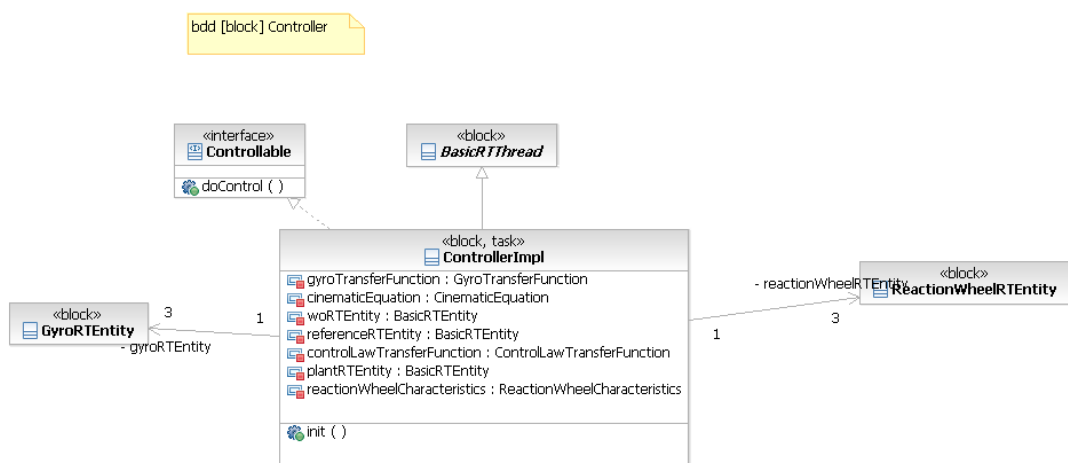 bdd [block] Controller
«interface»
Controllable
doControl ( )
«block»
BasicRTThread
«block, task»
ControllerImpl
gyroTransferFunction : GyroTransferFunction
cinematicEquation : CinematicEquation
woRTEntity : BasicRTEntity
referenceRTEntity : BasicRTEntity
controlLawTransferFunction : ControlLawTransferFunction
plantRTEntity : BasicRTEntity
reactionWheelCharacteristics : ReactionWheelCharacteristics
init ( )
«block»
GyroRTEntity
3
1
- gyroRTEntity
- reactionWheelRTEntity
1
3
«block»
ReactionWheelRTEntity